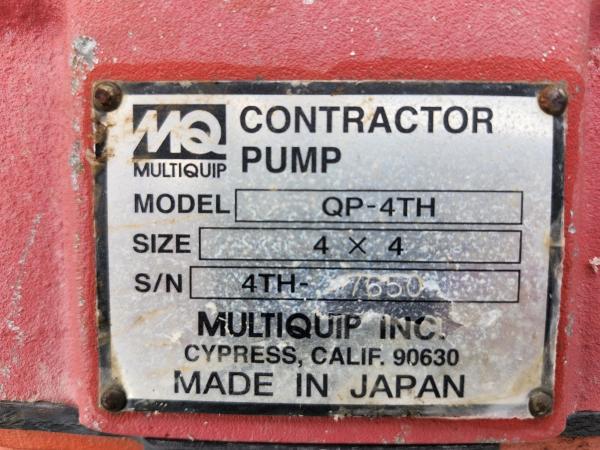 MQ CONTRACTOR
MULTIQUIP PUMP
MODEL QP-4TH
SIZE 4 × 4
S/N 4TH- 7550
MULTIQUIP INC.
CYPRESS, CALIF. 90630
MADE IN JAPAN